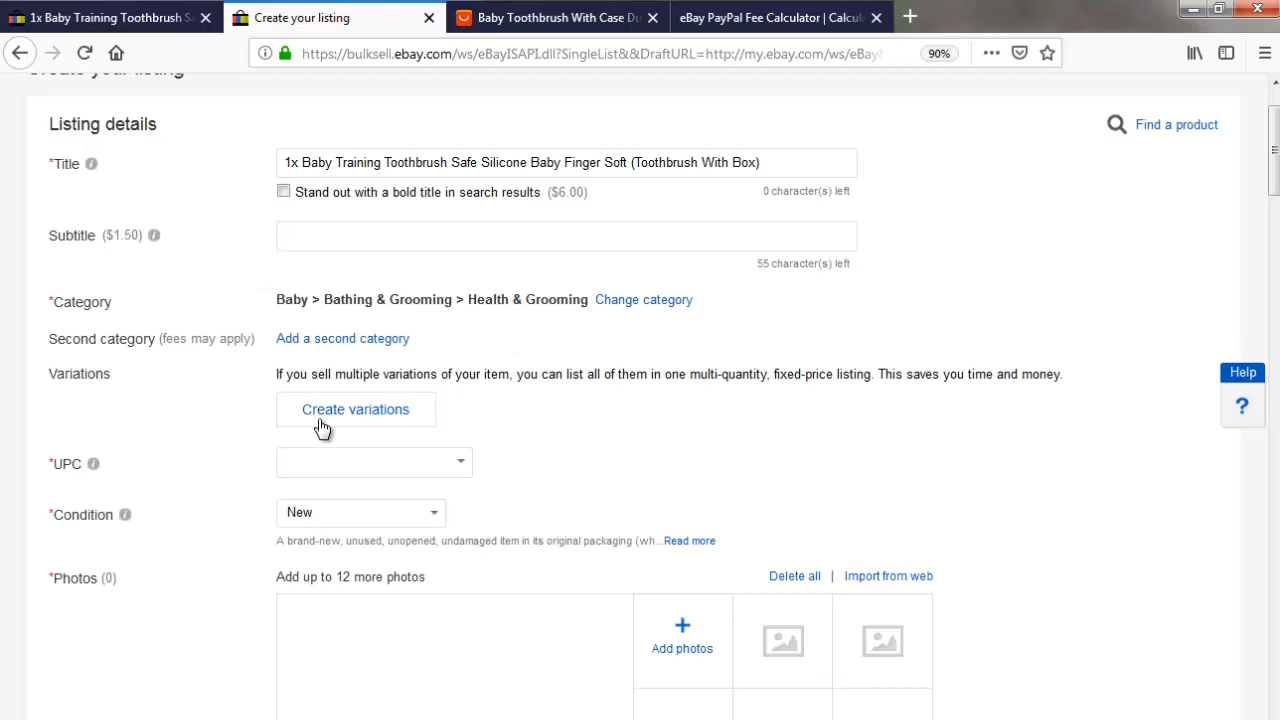 1x Baby Training Toothbrush Sa
Create your listing
Baby Toothbrush With Case Du
eBay PayPal Fee Calculator | Calcul
https://bulksell.ebay.com/ws/eBayISAPI.dll?SingleList&&DraftURL=http://my.ebay.com/ws/eBay
90%
Create your listing
Listing details
Find a product
*Title
1x Baby Training Toothbrush Safe Silicone Baby Finger Soft (Toothbrush With Box)
Stand out with a bold title in search results ($6.00)
0 character(s) left
Subtitle ($1.50)
55 character(s) left
*Category
Baby > Bathing & Grooming > Health & Grooming Change category
Second category (fees may apply)
Add a second category
Variations
If you sell multiple variations of your item, you can list all of them in one multi-quantity, fixed-price listing. This saves you time and money.
Create variations
Help
?
*UPC
*Condition
New
A brand-new, unused, unopened, undamaged item in its original packaging (wh...Read more
*Photos (0)
Add up to 12 more photos
Delete all | Import from web
+
Add photos